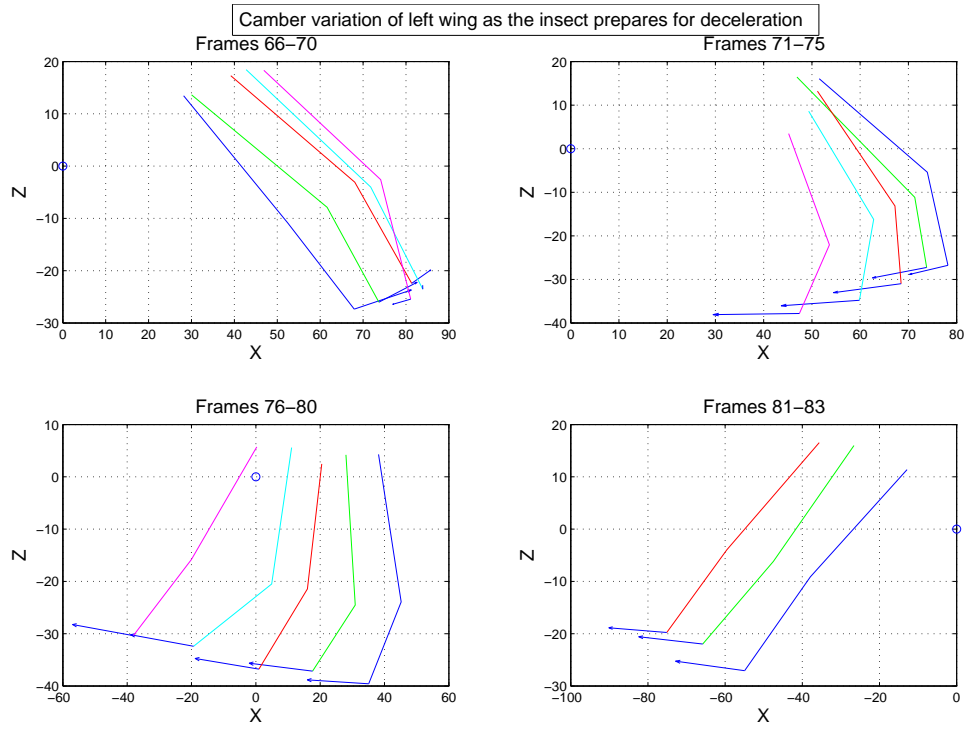 Camber variation of left wing as the insect prepares for deceleration
Frames 66−70
20
10
0
−10
−20
−30
Z
0 10 20 30 40 50 60 70 80 90
X
Frames 71−75
20
10
0
−10
−20
−30
−40
Z
0 10 20 30 40 50 60 70 80
X
Frames 76−80
10
0
−10
−20
−30
−40
Z
−60 −40 −20 0 20 40 60
X
Frames 81−83
20
10
0
−10
−20
−30
Z
−100 −80 −60 −40 −20 0
X